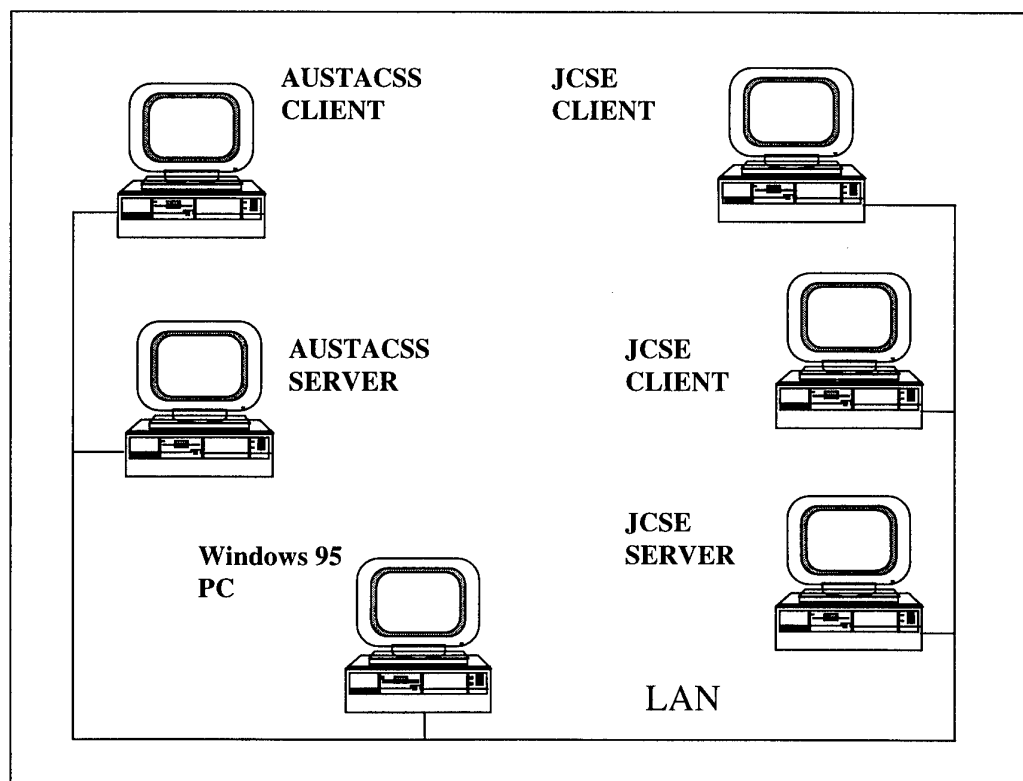 AUSTACSS
CLIENT
JCSE
CLIENT
AUSTACSS
SERVER
JCSE
CLIENT
JCSE
SERVER
Windows 95
PC
LAN